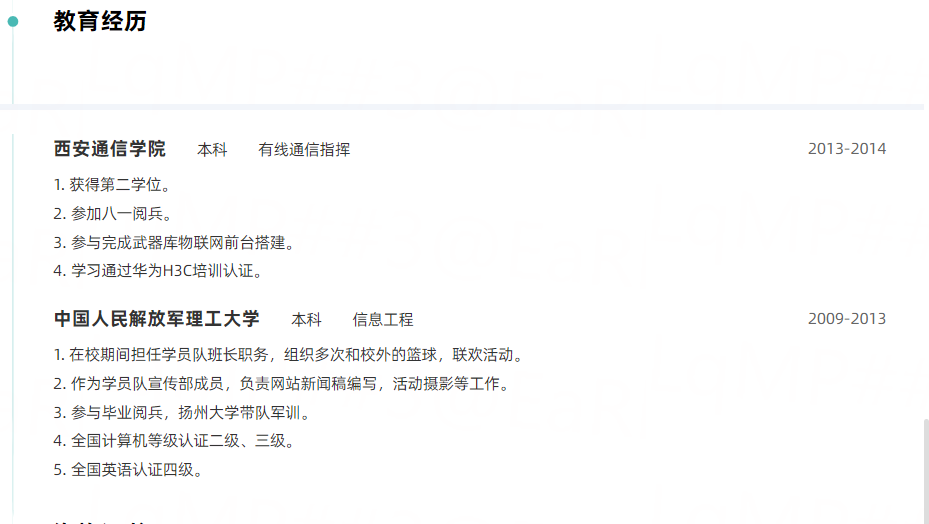 教育经历
西安通信学院 本科 有线通信指挥 2013-2014
1. 获得第二学位。
2. 参加八一阅兵。
3. 参与完成武器库物联网前台搭建。
4. 学习通过华为H3C培训认证。
中国人民解放军理工大学 本科 信息工程 2009-2013
1. 在校期间担任学员队班长职务，组织多次和校外的篮球，联欢活动。
2. 作为学员队宣传部成员，负责网站新闻稿编写，活动摄影等工作。
3. 参与毕业阅兵，扬州大学带队军训。
4. 全国计算机等级认证二级、三级。
5. 全国英语认证四级。